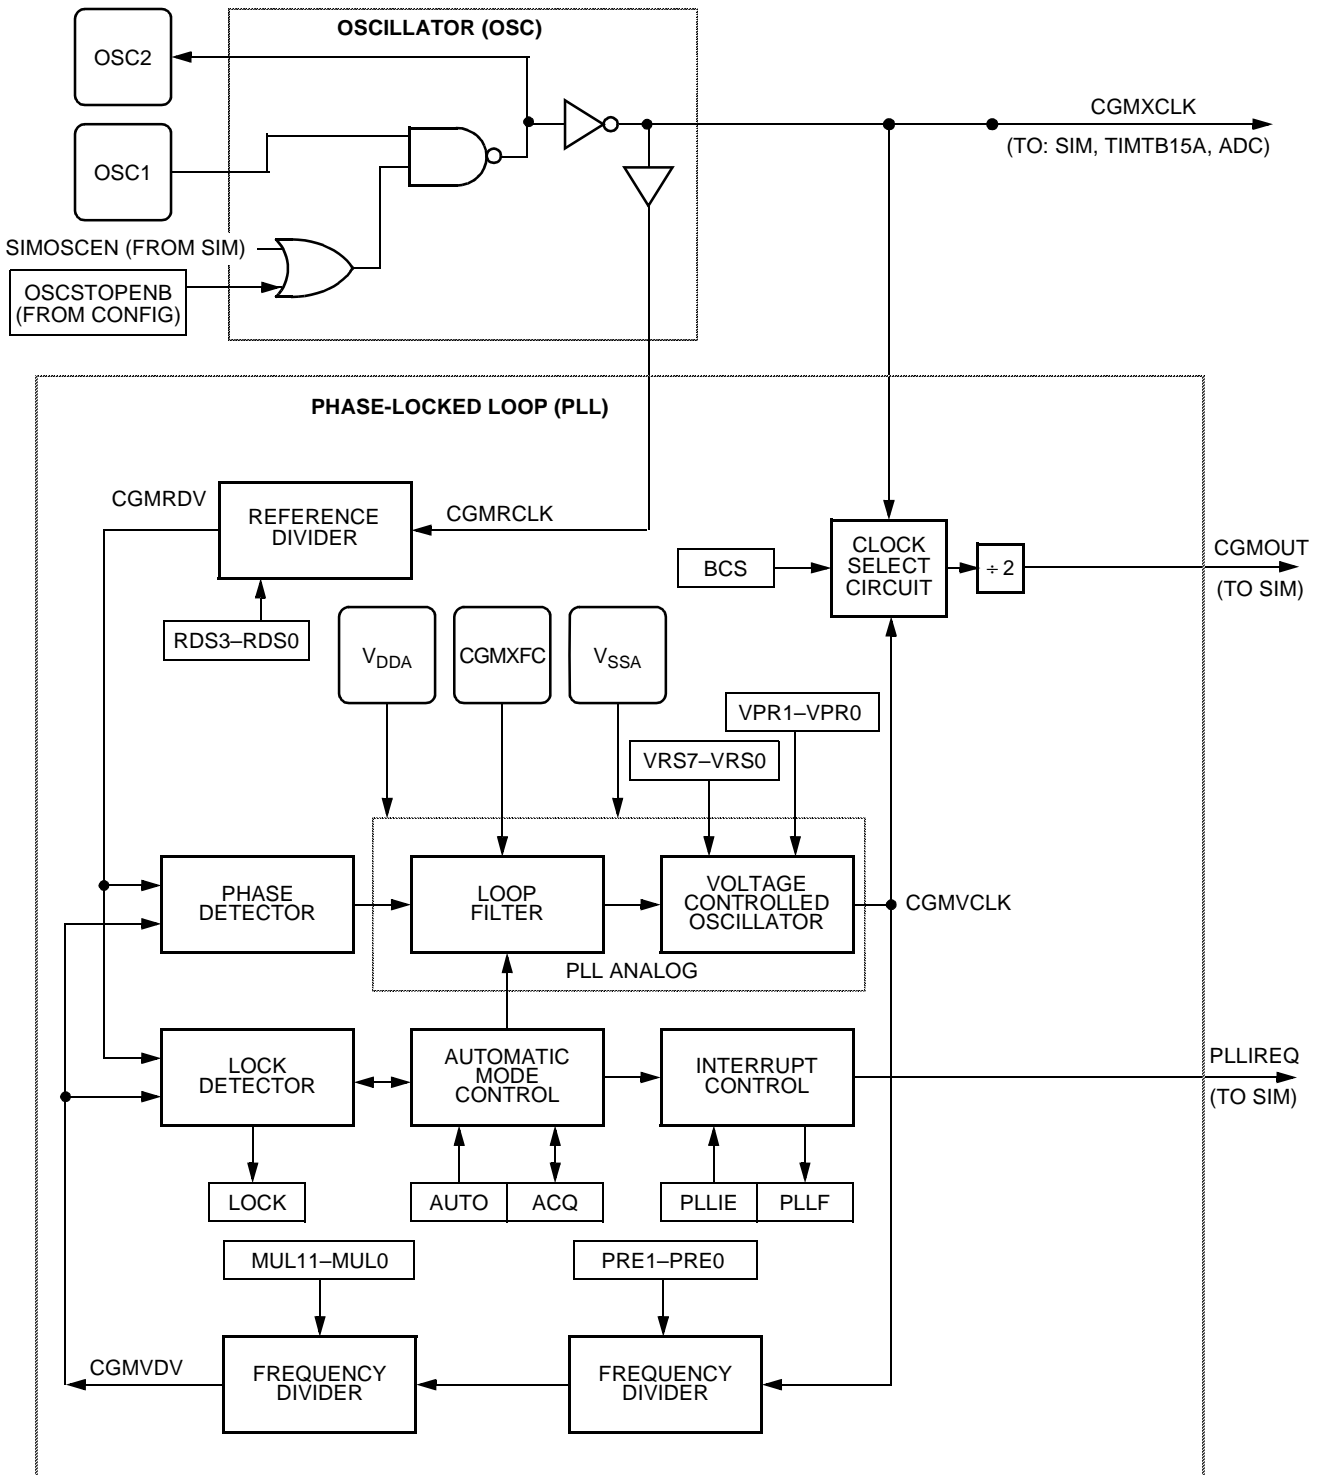 OSCILLATOR (OSC)
OSC2
CGMXCLK
(TO: SIM, TIMTB15A, ADC)
OSC1
SIMOSCEN (FROM SIM)
OSCSTOPENB
(FROM CONFIG)
PHASE-LOCKED LOOP (PLL)
CGMRDV
REFERENCE
DIVIDER
CGMRCLK
BCS
CLOCK
SELECT
CIRCUIT
÷ 2
CGMOUT
(TO SIM)
RDS3–RDS0
VDDA
CGMXFC
VSSA
VPR1–VPR0
VRS7–VRS0
PHASE
DETECTOR
LOOP
FILTER
VOLTAGE
CONTROLLED
OSCILLATOR
CGMVCLK
PLL ANALOG
LOCK
DETECTOR
AUTOMATIC
MODE
CONTROL
INTERRUPT
CONTROL
PLLIREQ
(TO SIM)
LOCK
AUTO
ACQ
PLLIE
PLLF
MUL11–MUL0
PRE1–PRE0
CGMVDV
FREQUENCY
DIVIDER
FREQUENCY
DIVIDER